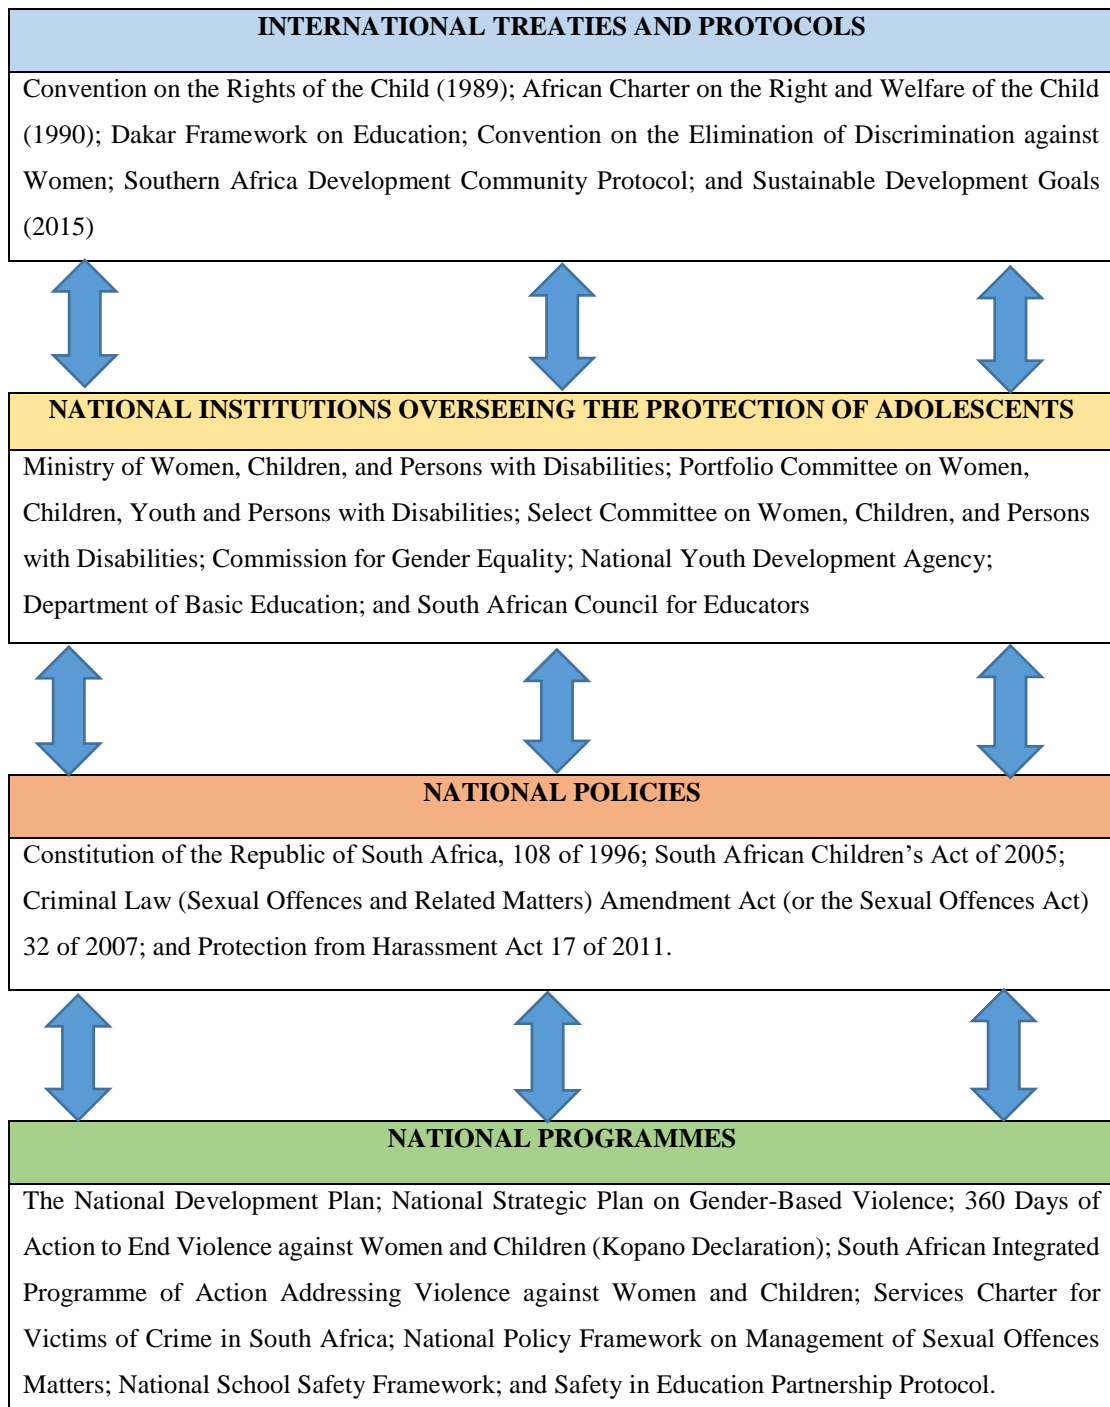 INTERNATIONAL TREATIES AND PROTOCOLS
Convention on the Rights of the Child (1989); African Charter on the Right and Welfare of the Child
(1990); Dakar Framework on Education; Convention on the Elimination of Discrimination against
Women; Southern Africa Development Community Protocol; and Sustainable Development Goals
(2015)
NATIONAL INSTITUTIONS OVERSEEING THE PROTECTION OF ADOLESCENTS
Ministry of Women, Children, and Persons with Disabilities; Portfolio Committee on Women,
Children, Youth and Persons with Disabilities; Select Committee on Women, Children, and Persons
with Disabilities; Commission for Gender Equality; National Youth Development Agency;
Department of Basic Education; and South African Council for Educators
NATIONAL POLICIES
Constitution of the Republic of South Africa, 108 of 1996; South African Children’s Act of 2005;
Criminal Law (Sexual Offences and Related Matters) Amendment Act (or the Sexual Offences Act)
32 of 2007; and Protection from Harassment Act 17 of 2011.
NATIONAL PROGRAMMES
The National Development Plan; National Strategic Plan on Gender-Based Violence; 360 Days of
Action to End Violence against Women and Children (Kopano Declaration); South African Integrated
Programme of Action Addressing Violence against Women and Children; Services Charter for
Victims of Crime in South Africa; National Policy Framework on Management of Sexual Offences
Matters; National School Safety Framework; and Safety in Education Partnership Protocol.